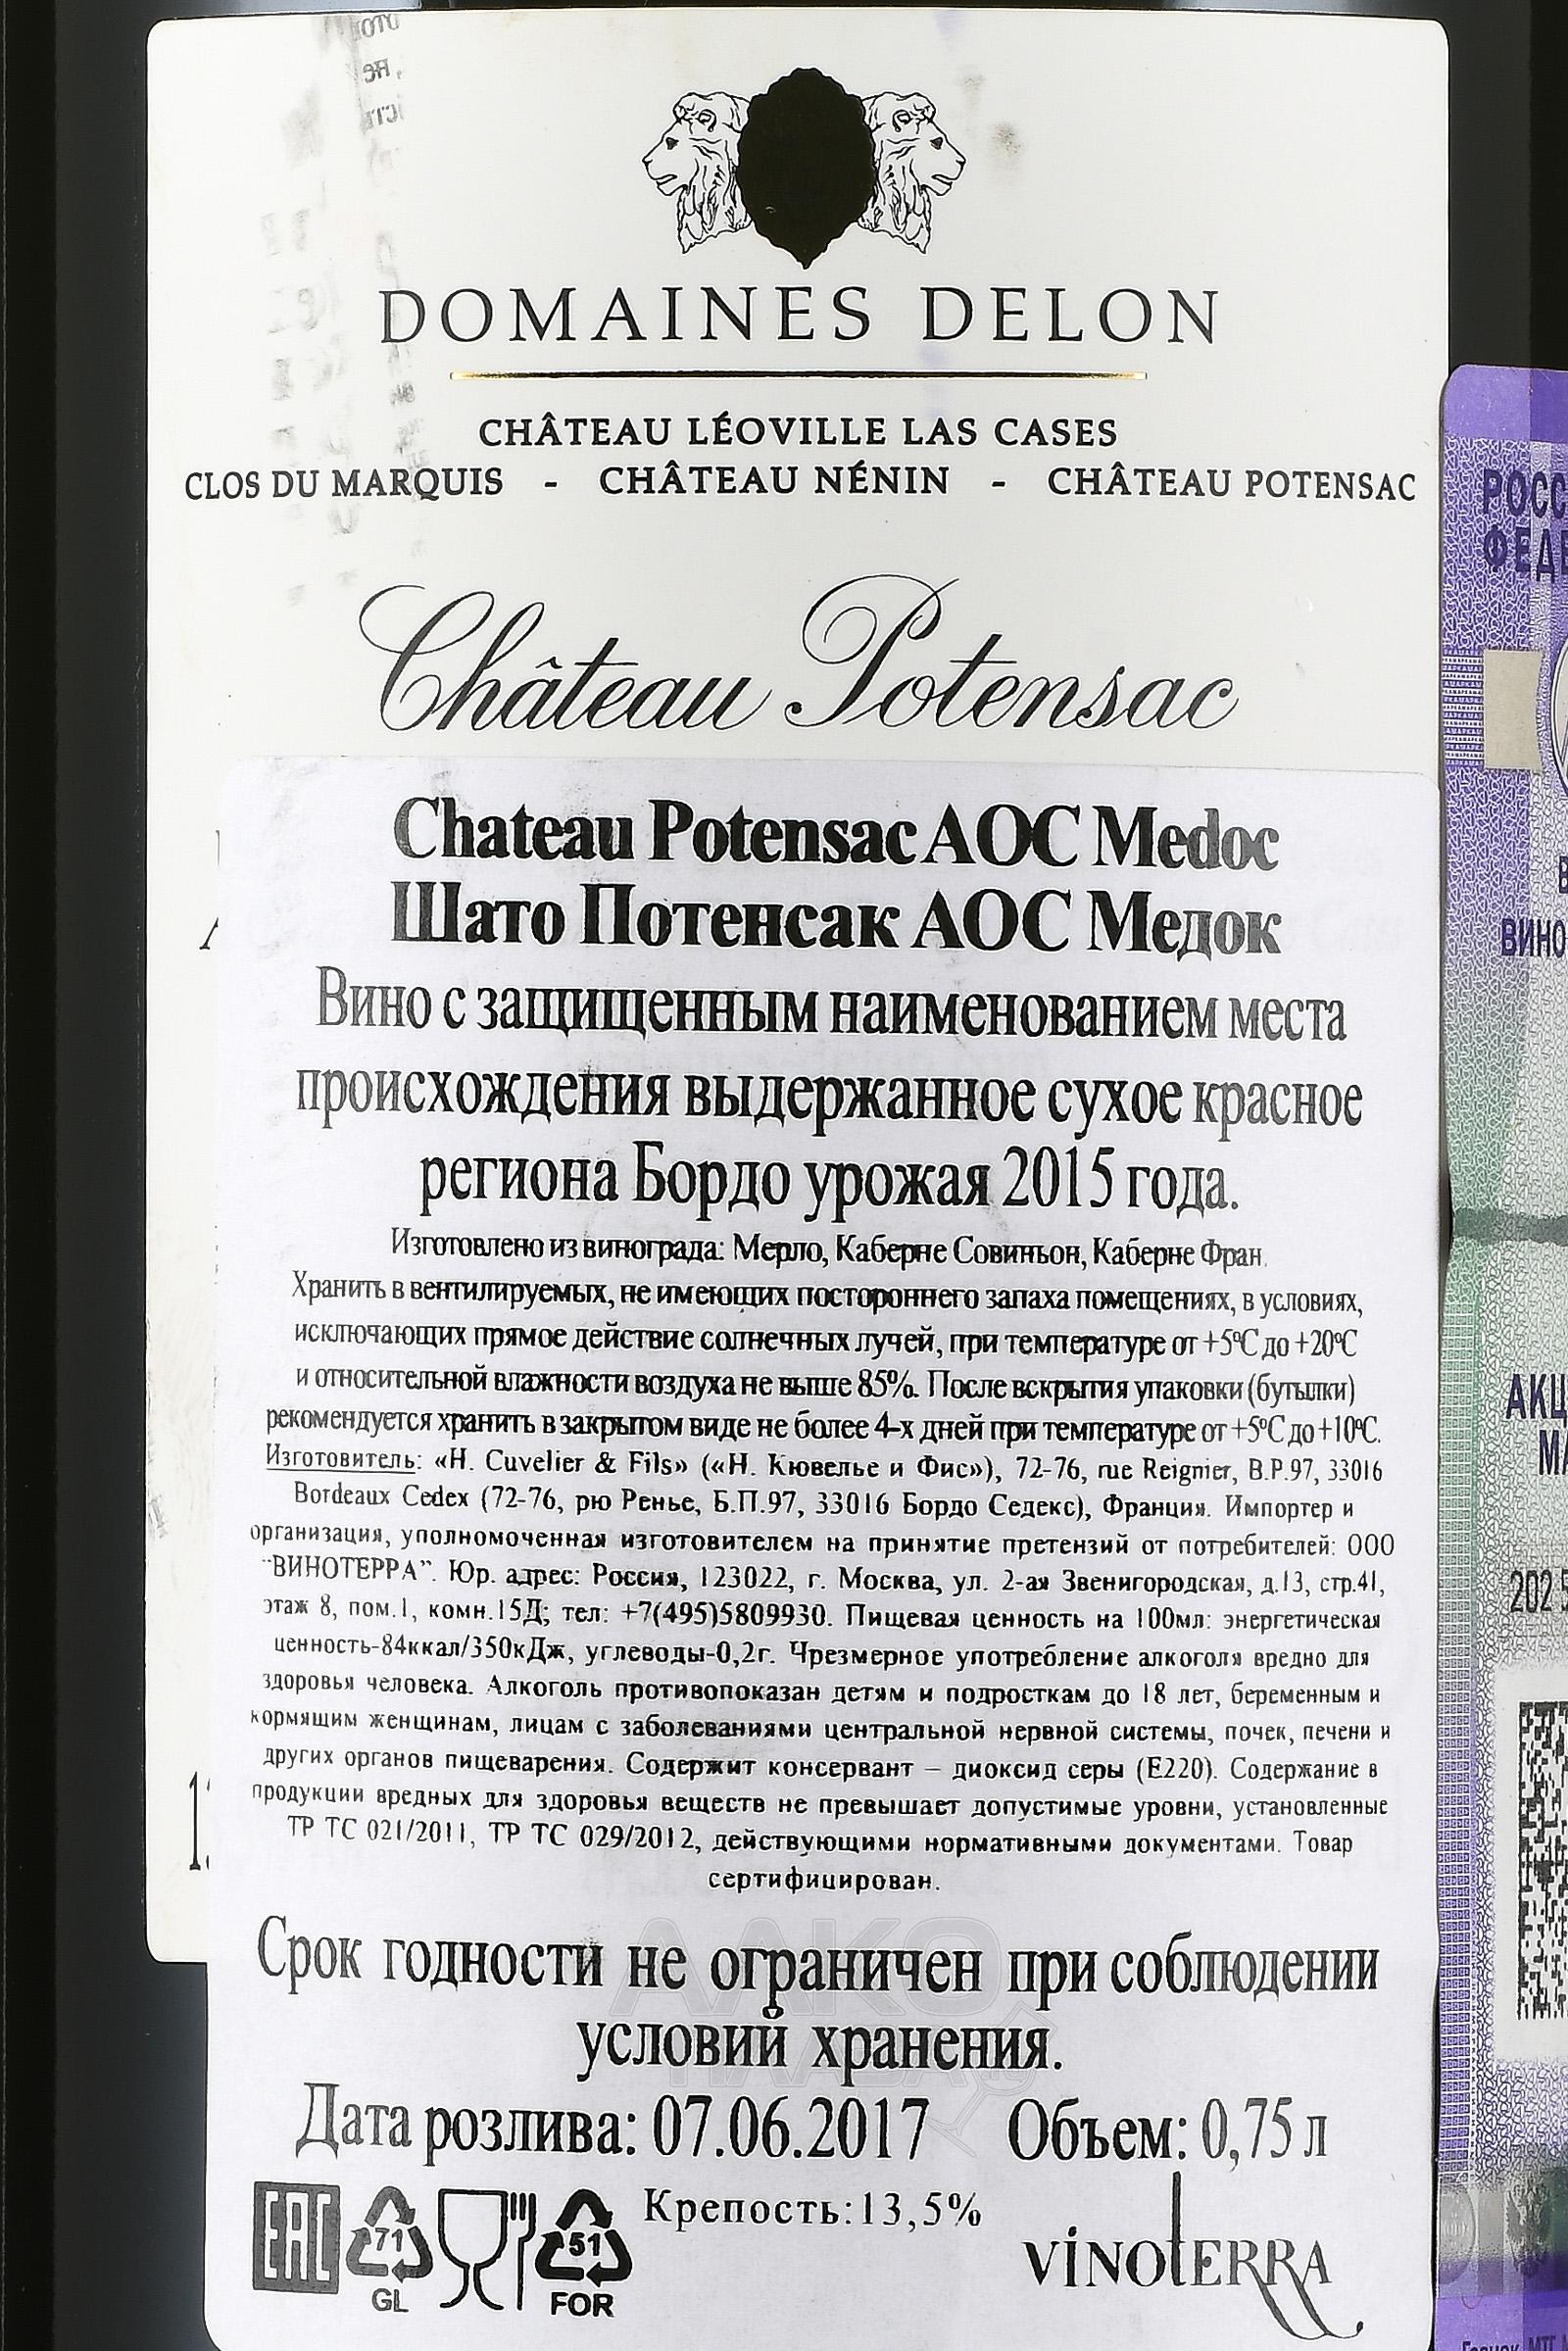 DOMAINES DELON
CHÂTEAU LÉOVILLE LAS CASES
CLOS DU MARQUIS - CHÂTEAU NÉNIN - CHÂTEAU POTENSAC
Château Potensac
Chateau Potensac AOC Medoc
Шато Потенсак АОС Медок
Вино с защищенным наименованием места
происхождения выдержанное сухое красное
региона Бордо урожая 2015 года.
Изготовлено из винограда: Мерло, Каберне Совиньон, Каберне Фран.
Хранить в вентилируемых, не имеющих постороннего запаха помещениях, в условиях,
исключающих прямое действие солнечных лучей, при температуре от +5°C до +20°C
и относительной влажности воздуха не выше 85%. После вскрытия упаковки (бутылки)
рекомендуется хранить в закрытом виде не более 4-х дней при температуре от +5°C до +10°C.
Изготовитель: «H. Cuvelier & Fils» («Н. Кювелье и Фис»), 72-76, rue Reignier, B.P.97, 33016
Bordeaux Cedex (72-76, рю Ренье, Б.П.97, 33016 Бордо Седекс), Франция. Импортер и
организация, уполномоченная изготовителем на принятие претензий от потребителей: ООО
"ВИНОТЕРРА". Юр. адрес: Россия, 123022, г. Москва, ул. 2-ая Звенигородская, д.13, стр.41,
этаж 8, пом.1, комн.15Д; тел: +7(495)5809930. Пищевая ценность на 100мл: энергетическая
ценность-84ккал/350кДж, углеводы-0,2г. Чрезмерное употребление алкоголя вредно для
здоровья человека. Алкоголь противопоказан детям и подросткам до 18 лет, беременным и
кормящим женщинам, лицам с заболеваниями центральной нервной системы, почек, печени и
других органов пищеварения. Содержит консервант – диоксид серы (Е220). Содержание в
продукции вредных для здоровья веществ не превышает допустимые уровни, установленные
ТР ТС 021/2011, ТР ТС 029/2012, действующими нормативными документами. Товар
сертифицирован.
Срок годности не ограничен при соблюдении
условий хранения.
Дата розлива: 07.06.2017 Объем: 0,75 л
Крепость: 13,5%
EAC 71 GL 51 FOR
VINOTERRA
РОСС
ФЕДЕ
ВИНО
АКЦ
МА
202 5